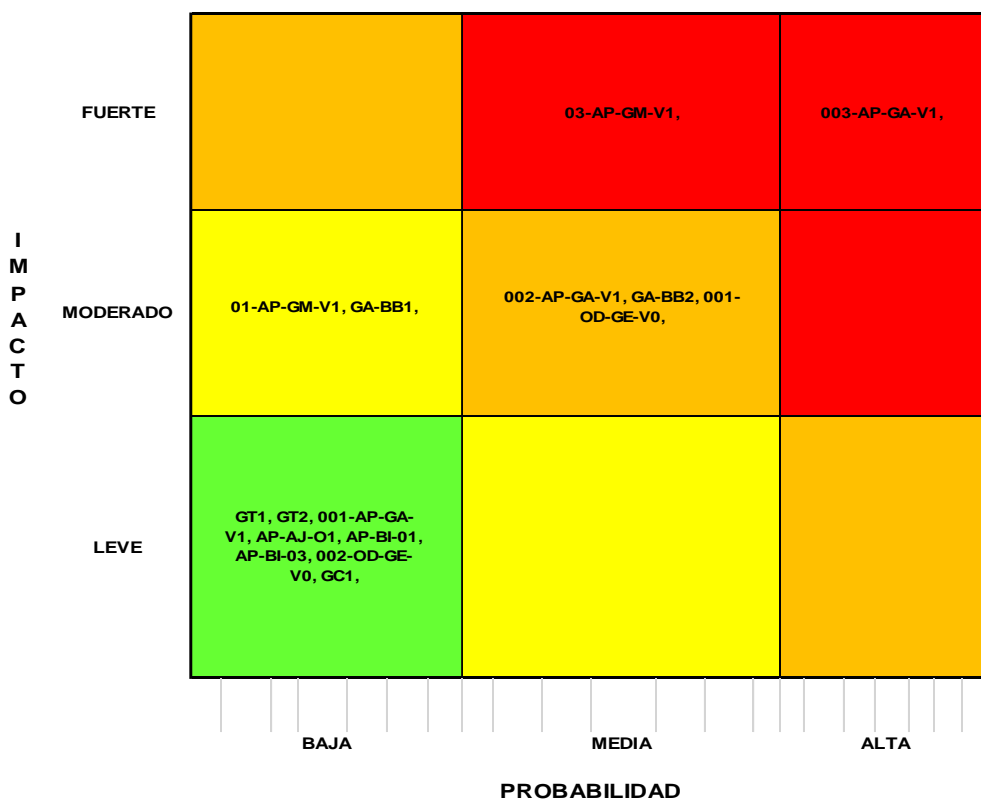 FUERTE
03-AP-GM-V1,
003-AP-GA-V1,
IMPACTO
MODERADO
01-AP-GM-V1, GA-BB1,
002-AP-GA-V1, GA-BB2, 001-
OD-GE-V0,
LEVE
GT1, GT2, 001-AP-GA-
V1, AP-AJ-O1, AP-BI-01,
AP-BI-03, 002-OD-GE-
V0, GC1,
BAJA
MEDIA
ALTA
PROBABILIDAD